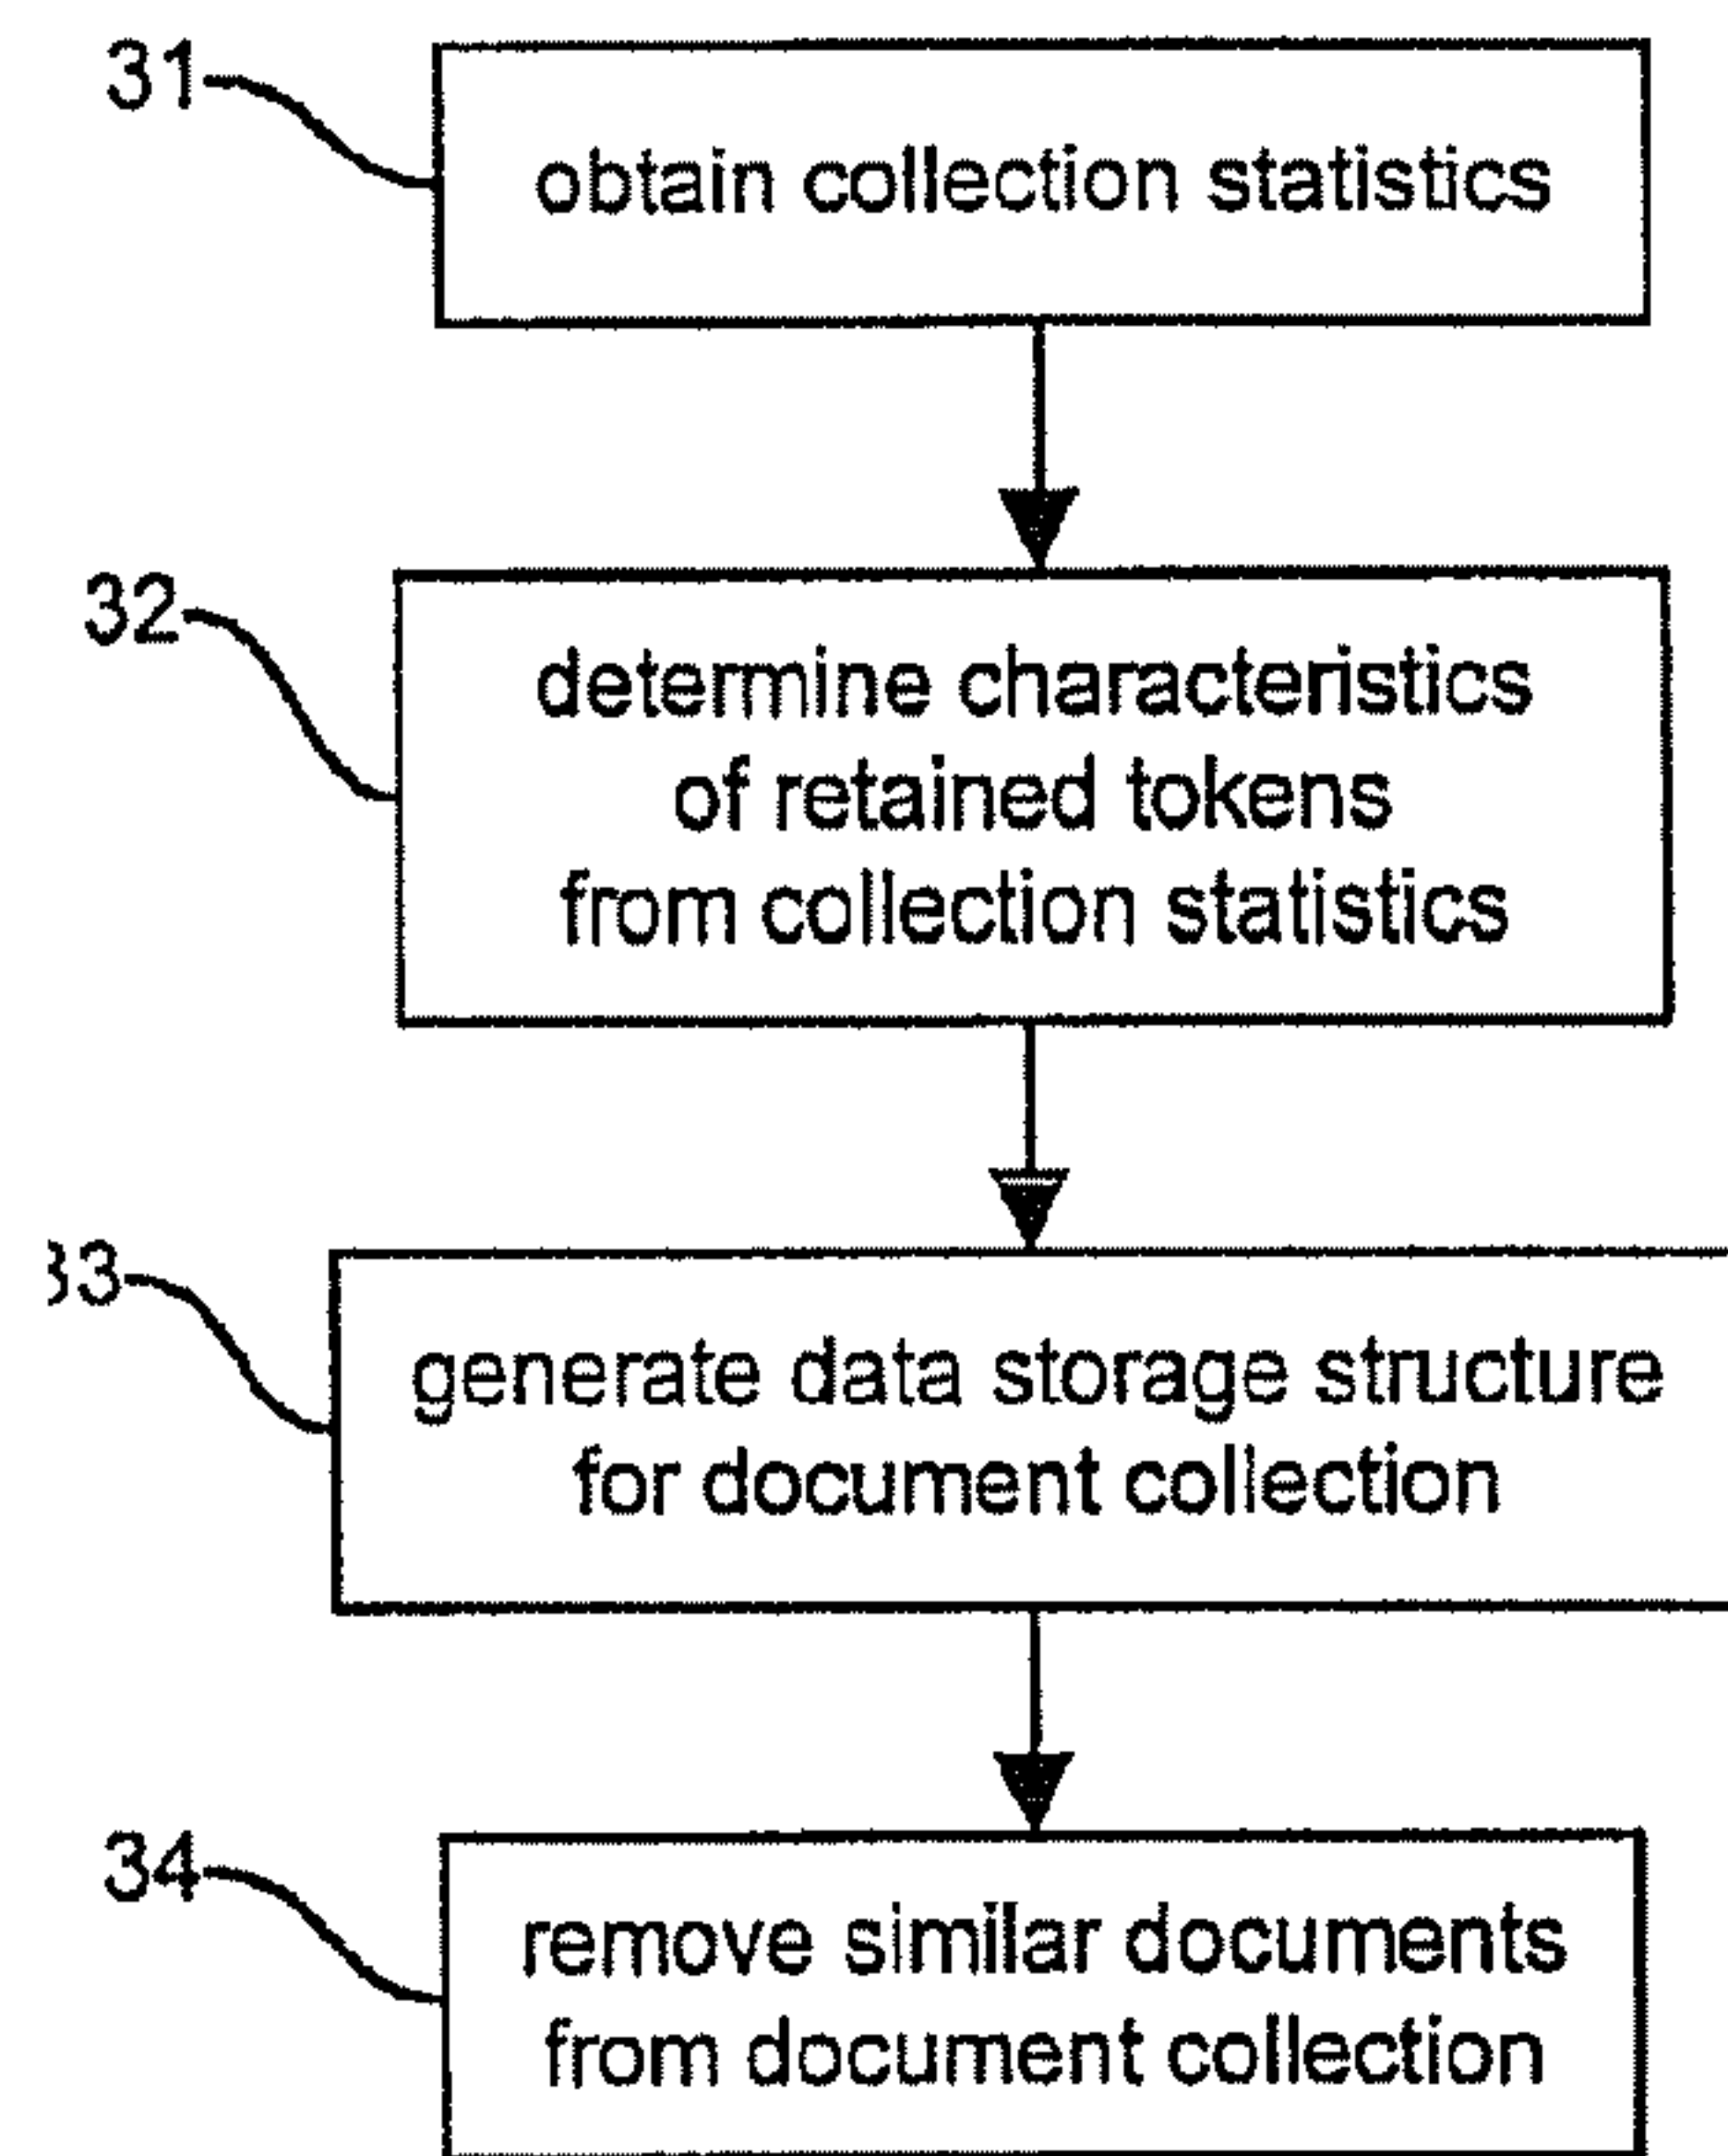 31
obtain collection statistics
32
determine characteristics
of retained tokens
from collection statistics
33
generate data storage structure
for document collection
34
remove similar documents
from document collection